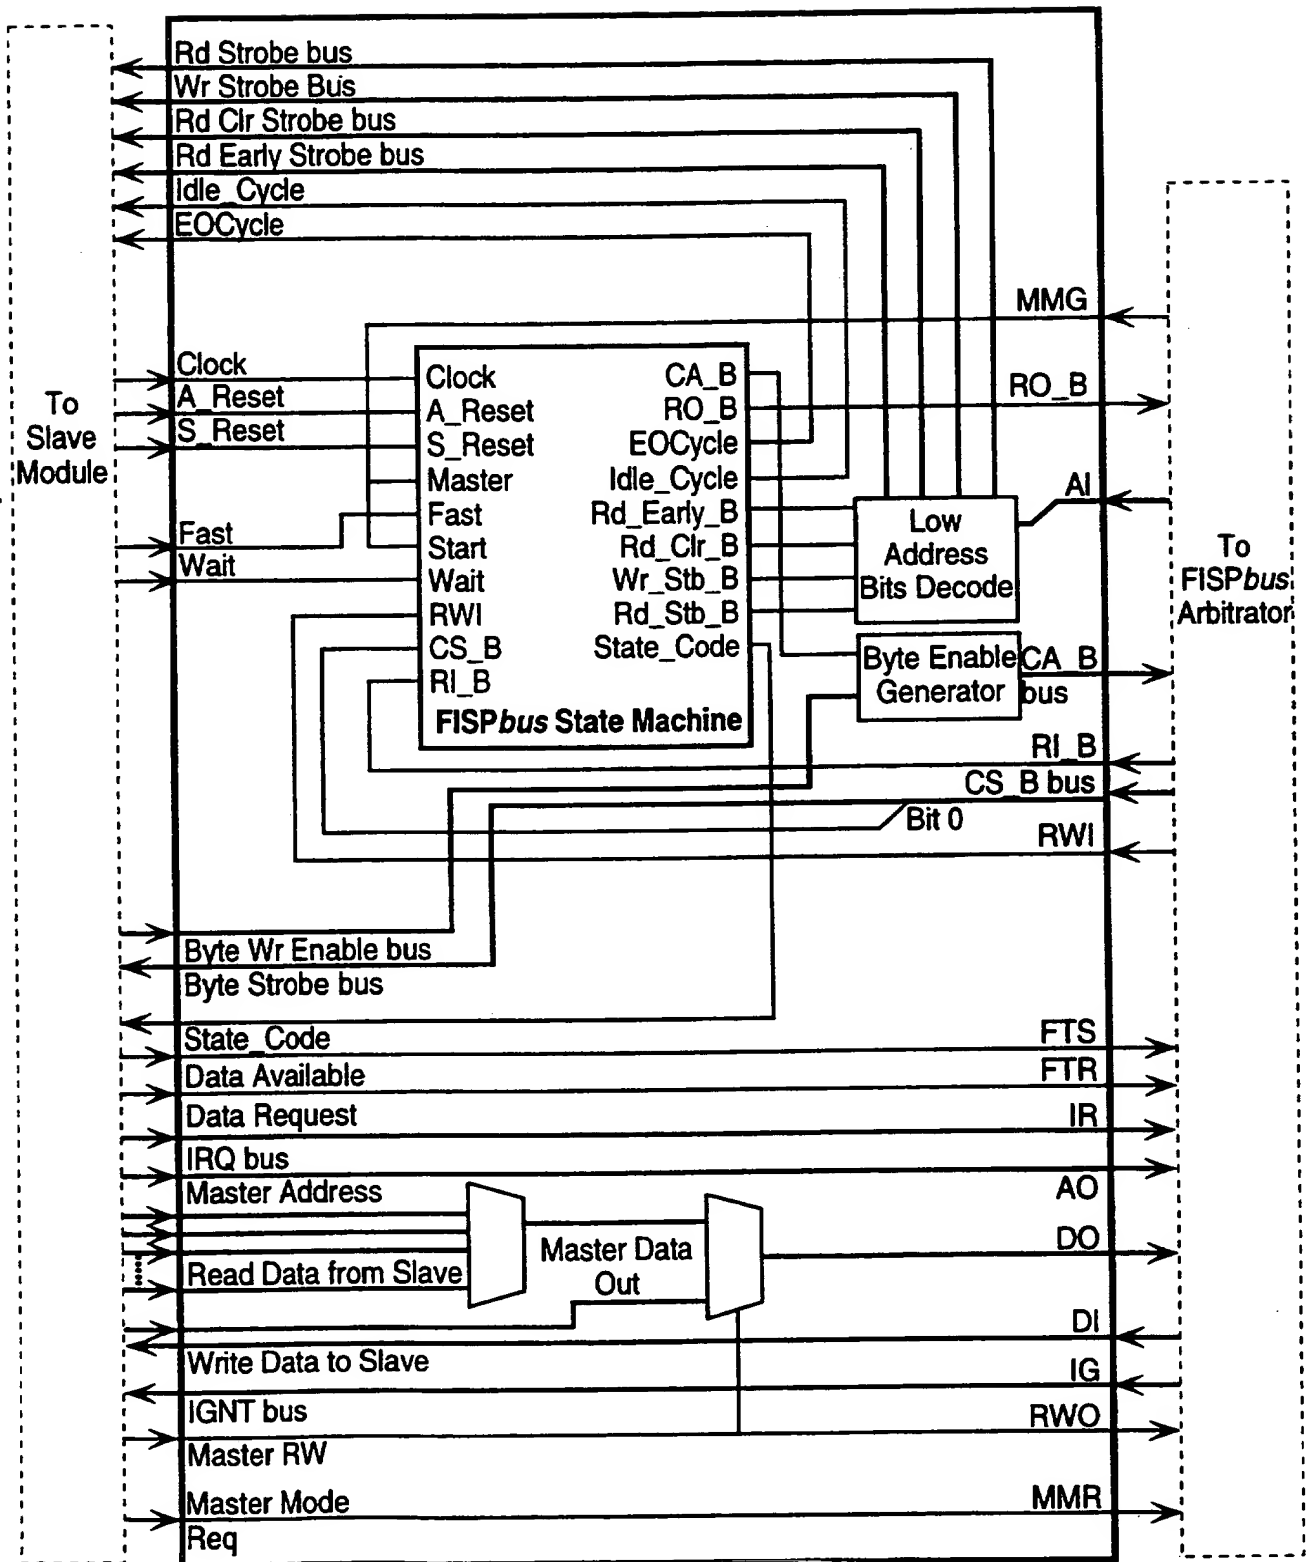 Rd Strobe bus
Wr Strobe Bus
Rd Clr Strobe bus
Rd Early Strobe bus
Idle_Cycle
EOCycle
MMG
Clock
A_Reset
S_Reset
To
Slave
Module
Fast
Wait
Clock
A_Reset
S_Reset
Master
Fast
Start
Wait
RWI
CS_B
RI_B
CA_B
RO_B
EOCycle
Idle_Cycle
Rd_Early_B
Rd_Clr_B
Wr_Stb_B
Rd_Stb_B
State_Code
FISPbus State Machine
Low
Address
Bits Decode
Byte Enable
Generator
RO_B
AI
To
FISPbus
Arbitrator
CA_B
bus
RI_B
CS_B bus
Bit 0
RWI
Byte Wr Enable bus
Byte Strobe bus
State_Code
FTS
Data Available
FTR
Data Request
IR
IRQ bus
Master Address
AO
Master Data
Out
DO
Read Data from Slave
DI
Write Data to Slave
IG
IGNT bus
RWO
Master RW
Master Mode
Req
MMR